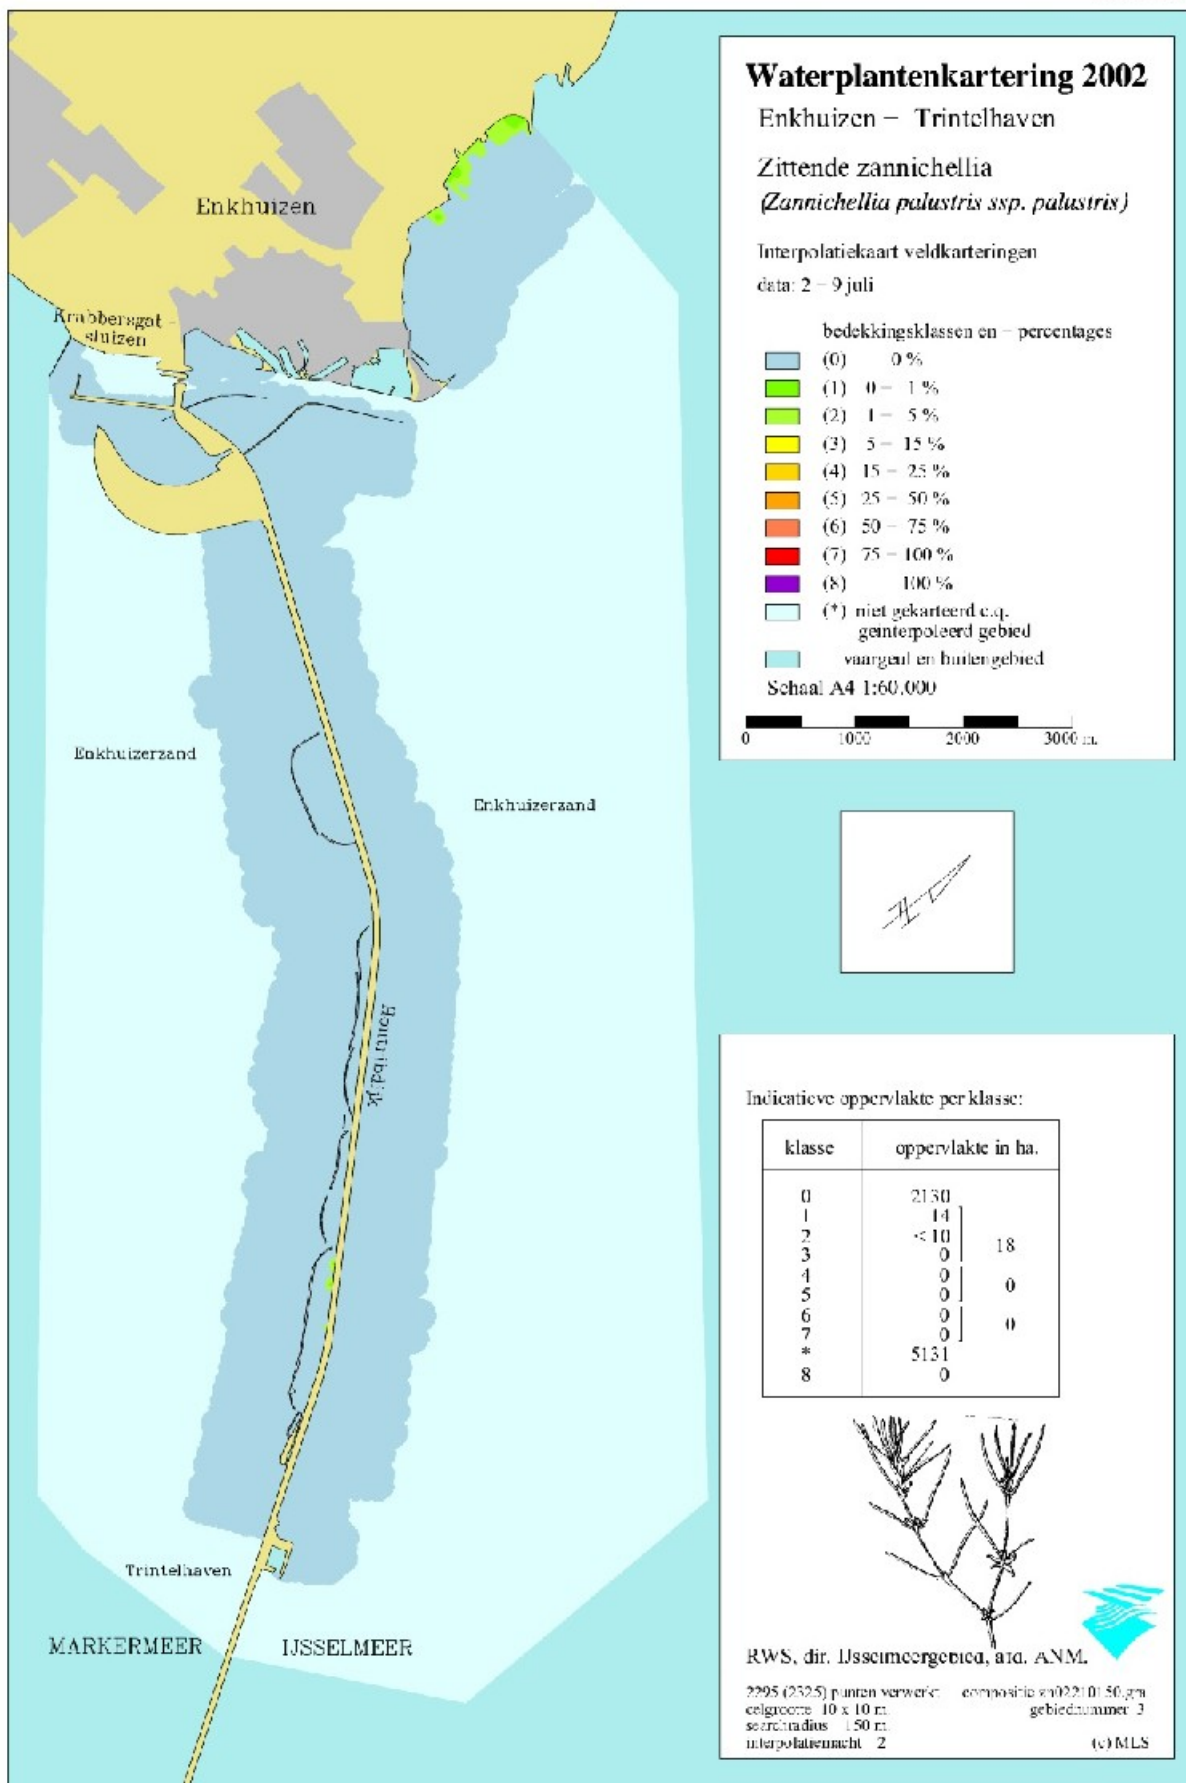 Waterplantenkartering 2002
Enkhuizen – Trintelhaven
Zittende zannichellia
(Zannichellia palustris ssp. palustris)
Interpolatiekaart veldkarteringen
data: 2 – 9 juli
bedekkingsklassen en – percentages
(0) 0 %
(1) 0 – 1 %
(2) 1 – 5 %
(3) 5 – 15 %
(4) 15 – 25 %
(5) 25 – 50 %
(6) 50 – 75 %
(7) 75 – 100 %
(8) 100 %
(*) niet gekarteerd c.q.
geinterpoleerd gebied
vaargeul en buitengebied
Schaal A4 1:60.000
0 1000 2000 3000 m.
Enkhuizen
Krabbersgat-
sluizen
Enkhuizerzand
Enkhuizerzand
Houtribdijk
Trintelhaven
MARKERMEER
IJSSELMEER
Indicatieve oppervlakte per klasse:
klasse oppervlakte in ha.
0 2130
1 14
2 <10
3 0
18
4 0
5 0
0
6 0
7 0
0
* 5131
8 0
RWS, dir. IJsselmeergebied, afd. ANM.
2295 (2325) punten verwerkt
celgrootte 10 x 10 m.
searchradius 150 m.
interpolatiemacht 2
compositie zn02210150.gra
gebiednummer 3
(c) MLS